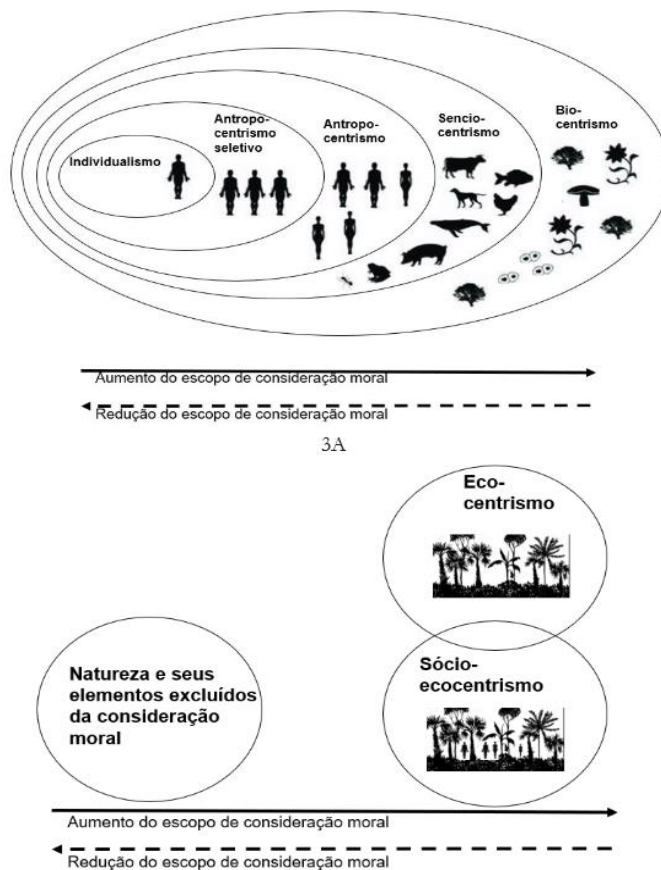 Individualismo
Antropo-
centrismo
seletivo
Antropo-
centrismo
Sencio-
centrismo
Bio-
centrismo
Aumento do escopo de consideração moral
Redução do escopo de consideração moral
3A
Eco-
centrismo
Natureza e seus
elementos excluídos
da consideração
moral
Sócio-
ecocentrismo
Aumento do escopo de consideração moral
Redução do escopo de consideração moral